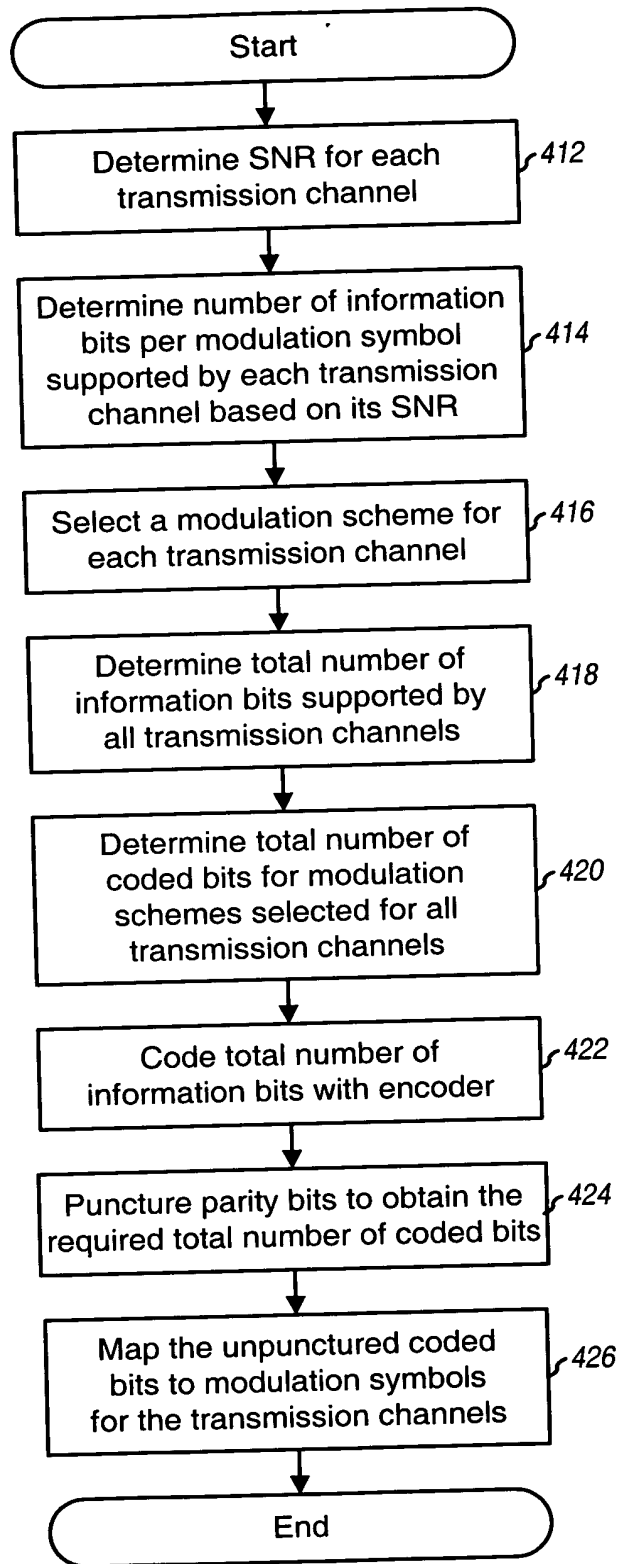 Start
Determine SNR for each
transmission channel
412
Determine number of information
bits per modulation symbol
supported by each transmission
channel based on its SNR
414
Select a modulation scheme for
each transmission channel
416
Determine total number of
information bits supported by
all transmission channels
418
Determine total number of
coded bits for modulation
schemes selected for all
transmission channels
420
Code total number of
information bits with encoder
422
Puncture parity bits to obtain the
required total number of coded bits
424
Map the unpunctured coded
bits to modulation symbols
for the transmission channels
426
End